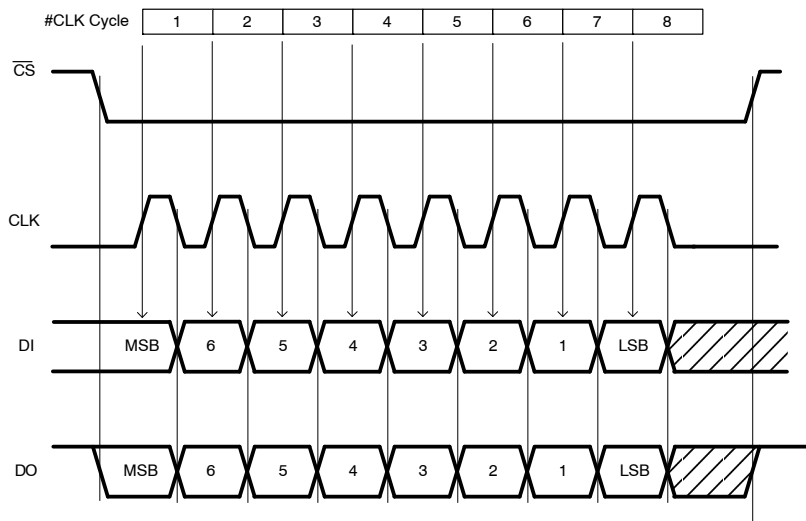 #CLK Cycle 1 2 3 4 5 6 7 8
C̅S̅
CLK
DI MSB 6 5 4 3 2 1 LSB
DO MSB 6 5 4 3 2 1 LSB